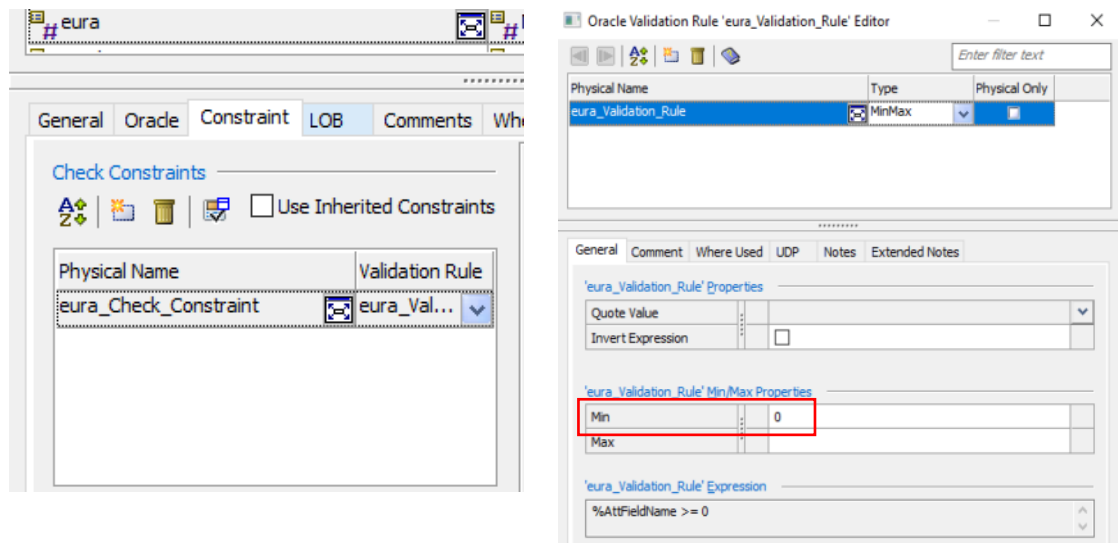 eura
General Oracle Constraint LOB Comments
Check Constraints
Use Inherited Constraints
Physical Name Validation Rule
eura_Check_Constraint eura_Val...
Oracle Validation Rule 'eura_Validation_Rule' Editor
Enter filter text
Physical Name Type Physical Only
eura_Validation_Rule MinMax
General Comment Where Used UDP Notes Extended Notes
'eura_Validation_Rule' Properties
Quote Value
Invert Expression
'eura_Validation_Rule' Min/Max Properties
Min 0
Max
'eura_Validation_Rule' Expression
%AttFieldName >= 0